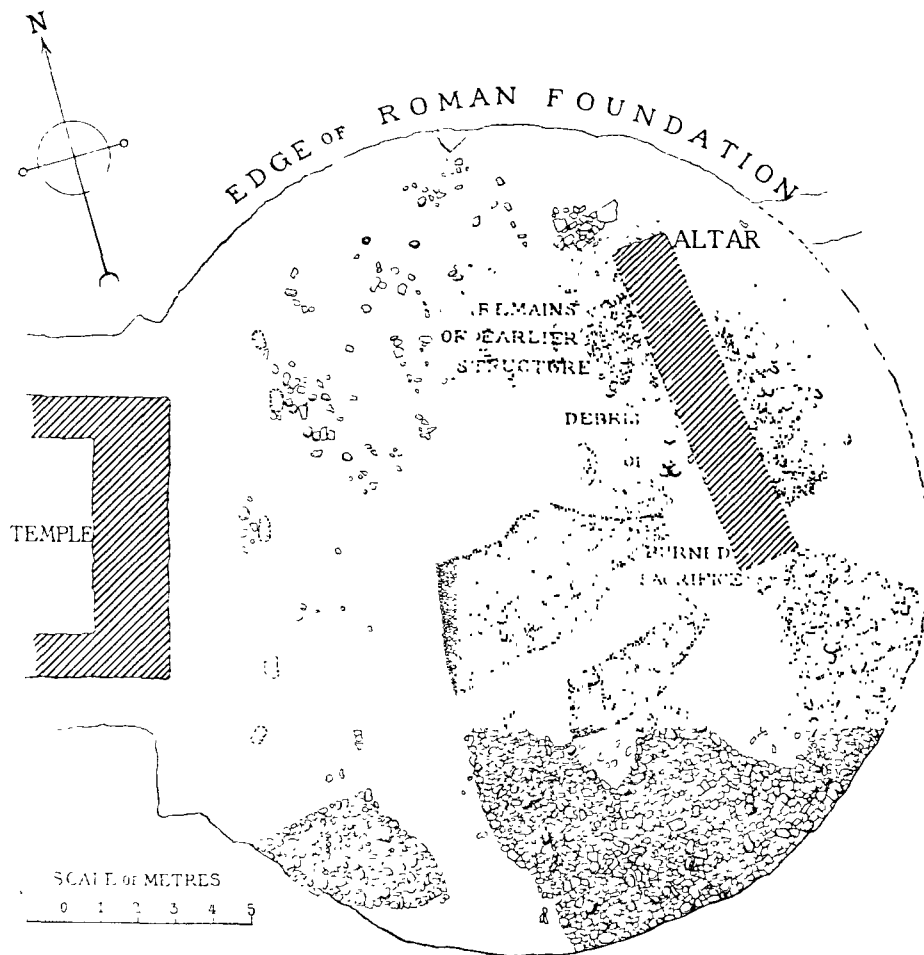 N
EDGE OF ROMAN FOUNDATION
ALTAR
REMAINS
OF EARLIER
STRUCTURE
DEBRIS
OF
TEMPLE
BURNED
SACRIFICE
SCALE OF METRES
0 1 2 3 4 5